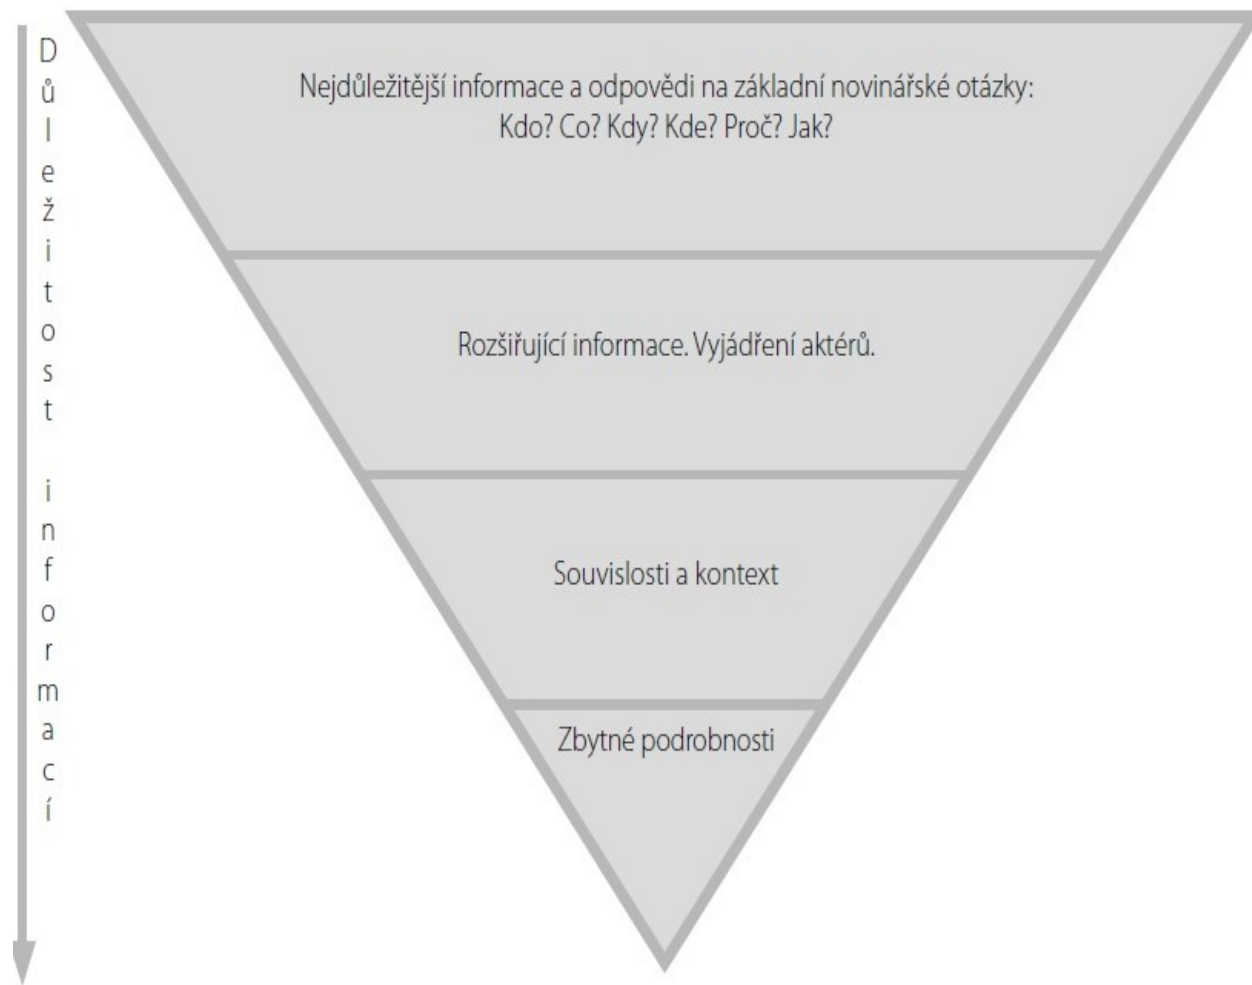 Důležitost informací
Nejdůležitější informace a odpovědi na základní novinářské otázky:
Kdo? Co? Kdy? Kde? Proč? Jak?
Rozšiřující informace. Vyjádření aktérů.
Souvislosti a kontext
Zbytné podrobnosti